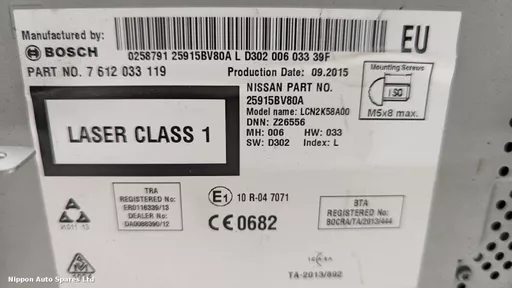 Manufactured by:
BOSCH
0258791 25915BV80A L D302 006 033 39F
EU
PART NO. 7 612 033 119
Production Date: 09.2015
Mounting Screws
ISO
M5x8 max.
NISSAN PART NO.
25915BV80A
Model name: LCN2K58A00
DNN: Z26556
MH: 006 HW: 033
SW: D302 Index: L
LASER CLASS 1
TRA
REGISTERED No:
ER0116339/13
DEALER No:
DA0088390/12
E1 10 R-04 7071
CE0682
BTA
REGISTERED No:
BOCRA/TA/2013/444
TA-2013/892
Nippon Auto Spares Ltd